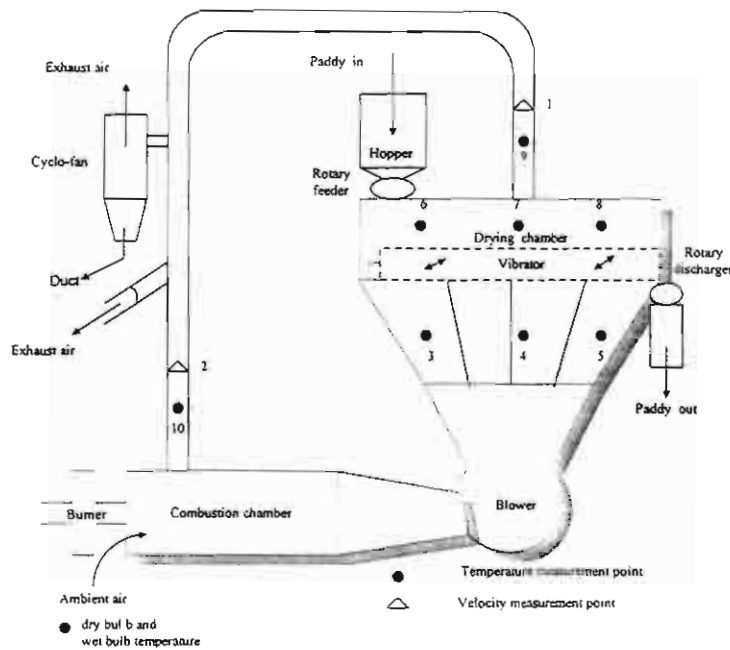 Exhaust air
Paddy in
1
Cyclo-fan
Hopper
9
Rotary
feeder
6
7
8
Drying chamber
Vibrator
Rotary
discharger
Duct
Exhaust air
2
3
4
5
Paddy out
10
Burner
Combustion chamber
Blower
Temperature measurement point
Ambient air
Velocity measurement point
dry bulb and
wet bulb temperature